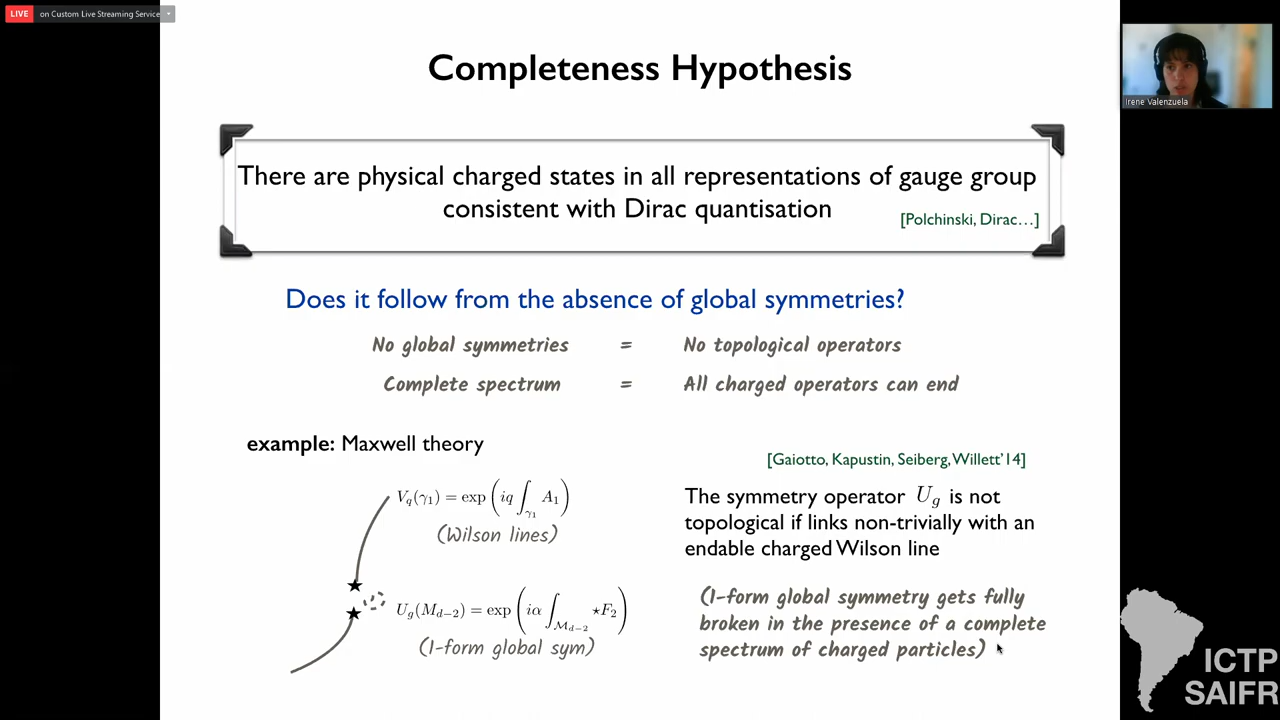 LIVE on Custom Live Streaming Service
Irene Valenzuela
Completeness Hypothesis
There are physical charged states in all representations of gauge group
consistent with Dirac quantisation
[Polchinski, Dirac…]
Does it follow from the absence of global symmetries?
No global symmetries = No topological operators
Complete spectrum = All charged operators can end
example: Maxwell theory
[Gaiotto, Kapustin, Seiberg, Willett’14]
V_q(γ_1) = exp (iq ∫_{γ_1} A_1)
(Wilson lines)
U_g(M_{d−2}) = exp (iα ∫_{ℳ_{d−2}} ⋆F_2)
(1-form global sym)
The symmetry operator U_g is not
topological if links non-trivially with an
endable charged Wilson line
(1-form global symmetry gets fully
broken in the presence of a complete
spectrum of charged particles)
ICTP
SAIFR